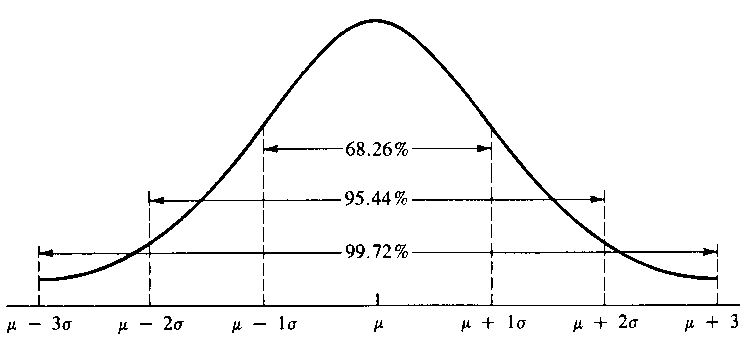 68.26%
95.44%
99.72%
μ − 3σ μ − 2σ μ − 1σ μ μ + 1σ μ + 2σ μ + 3